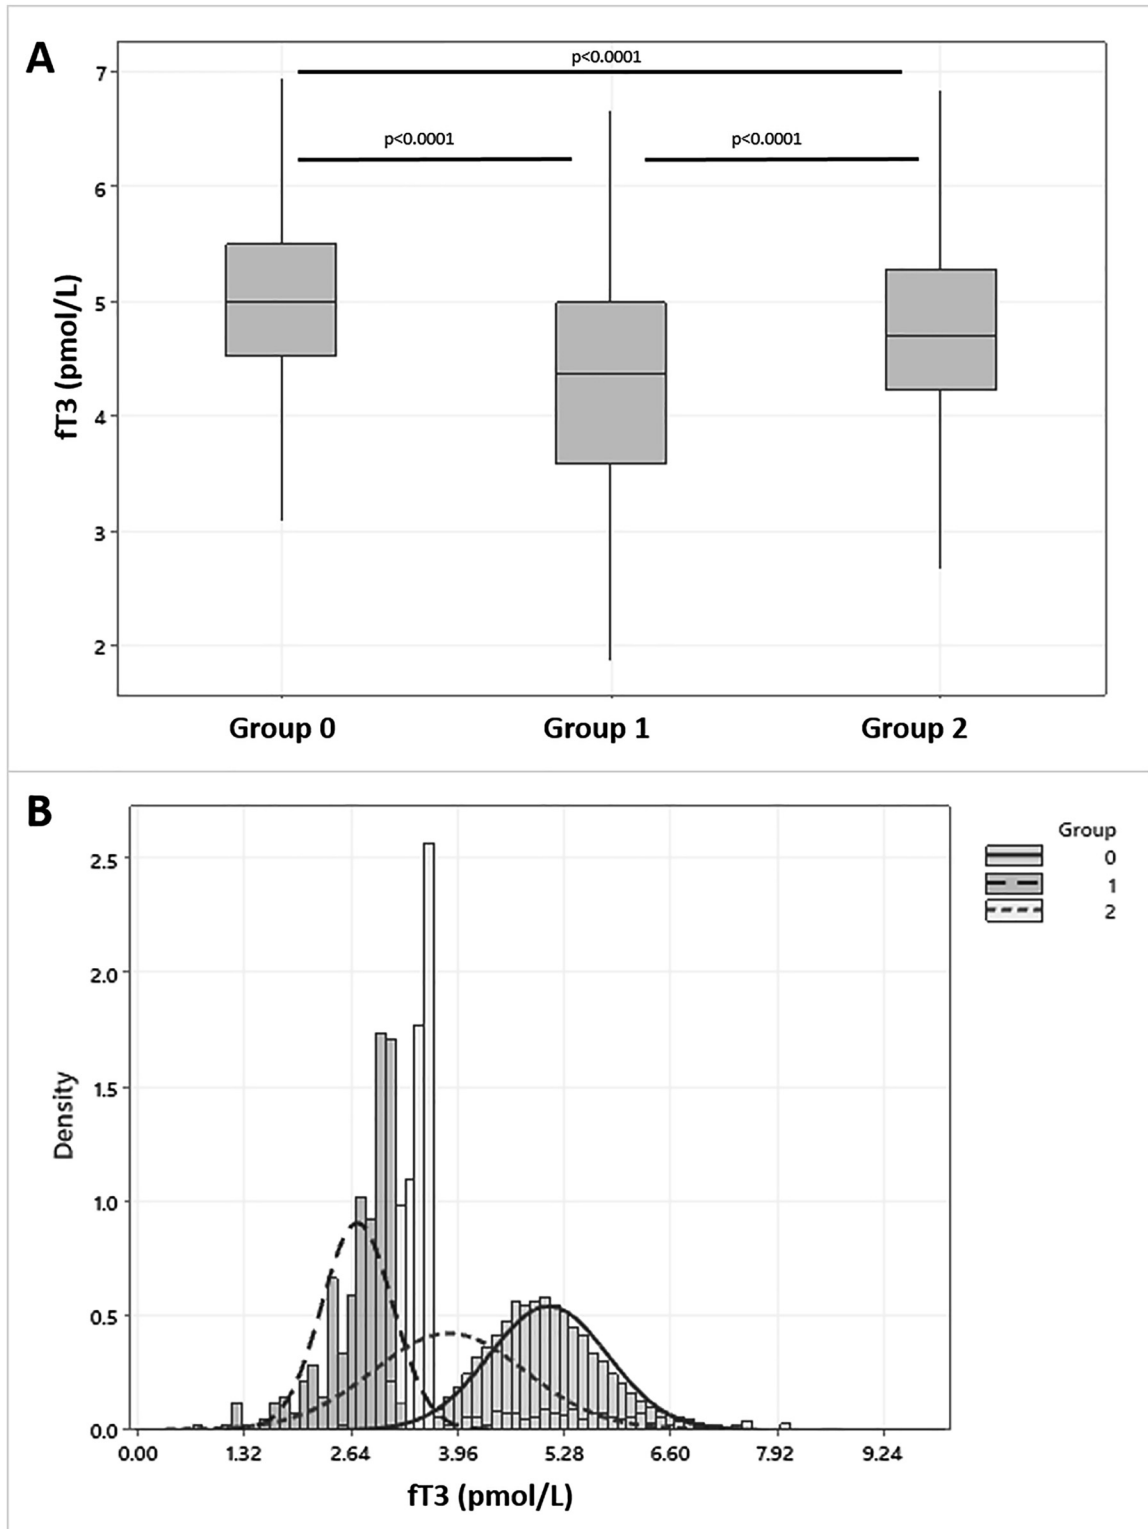 A
p<0.0001
7
p<0.0001 p<0.0001
6
5
4
3
2
fT3 (pmol/L)
Group 0 Group 1 Group 2
B
Group
0
1
2
2.5
2.0
1.5
1.0
0.5
0.0
Density
0.00 1.32 2.64 3.96 5.28 6.60 7.92 9.24
fT3 (pmol/L)